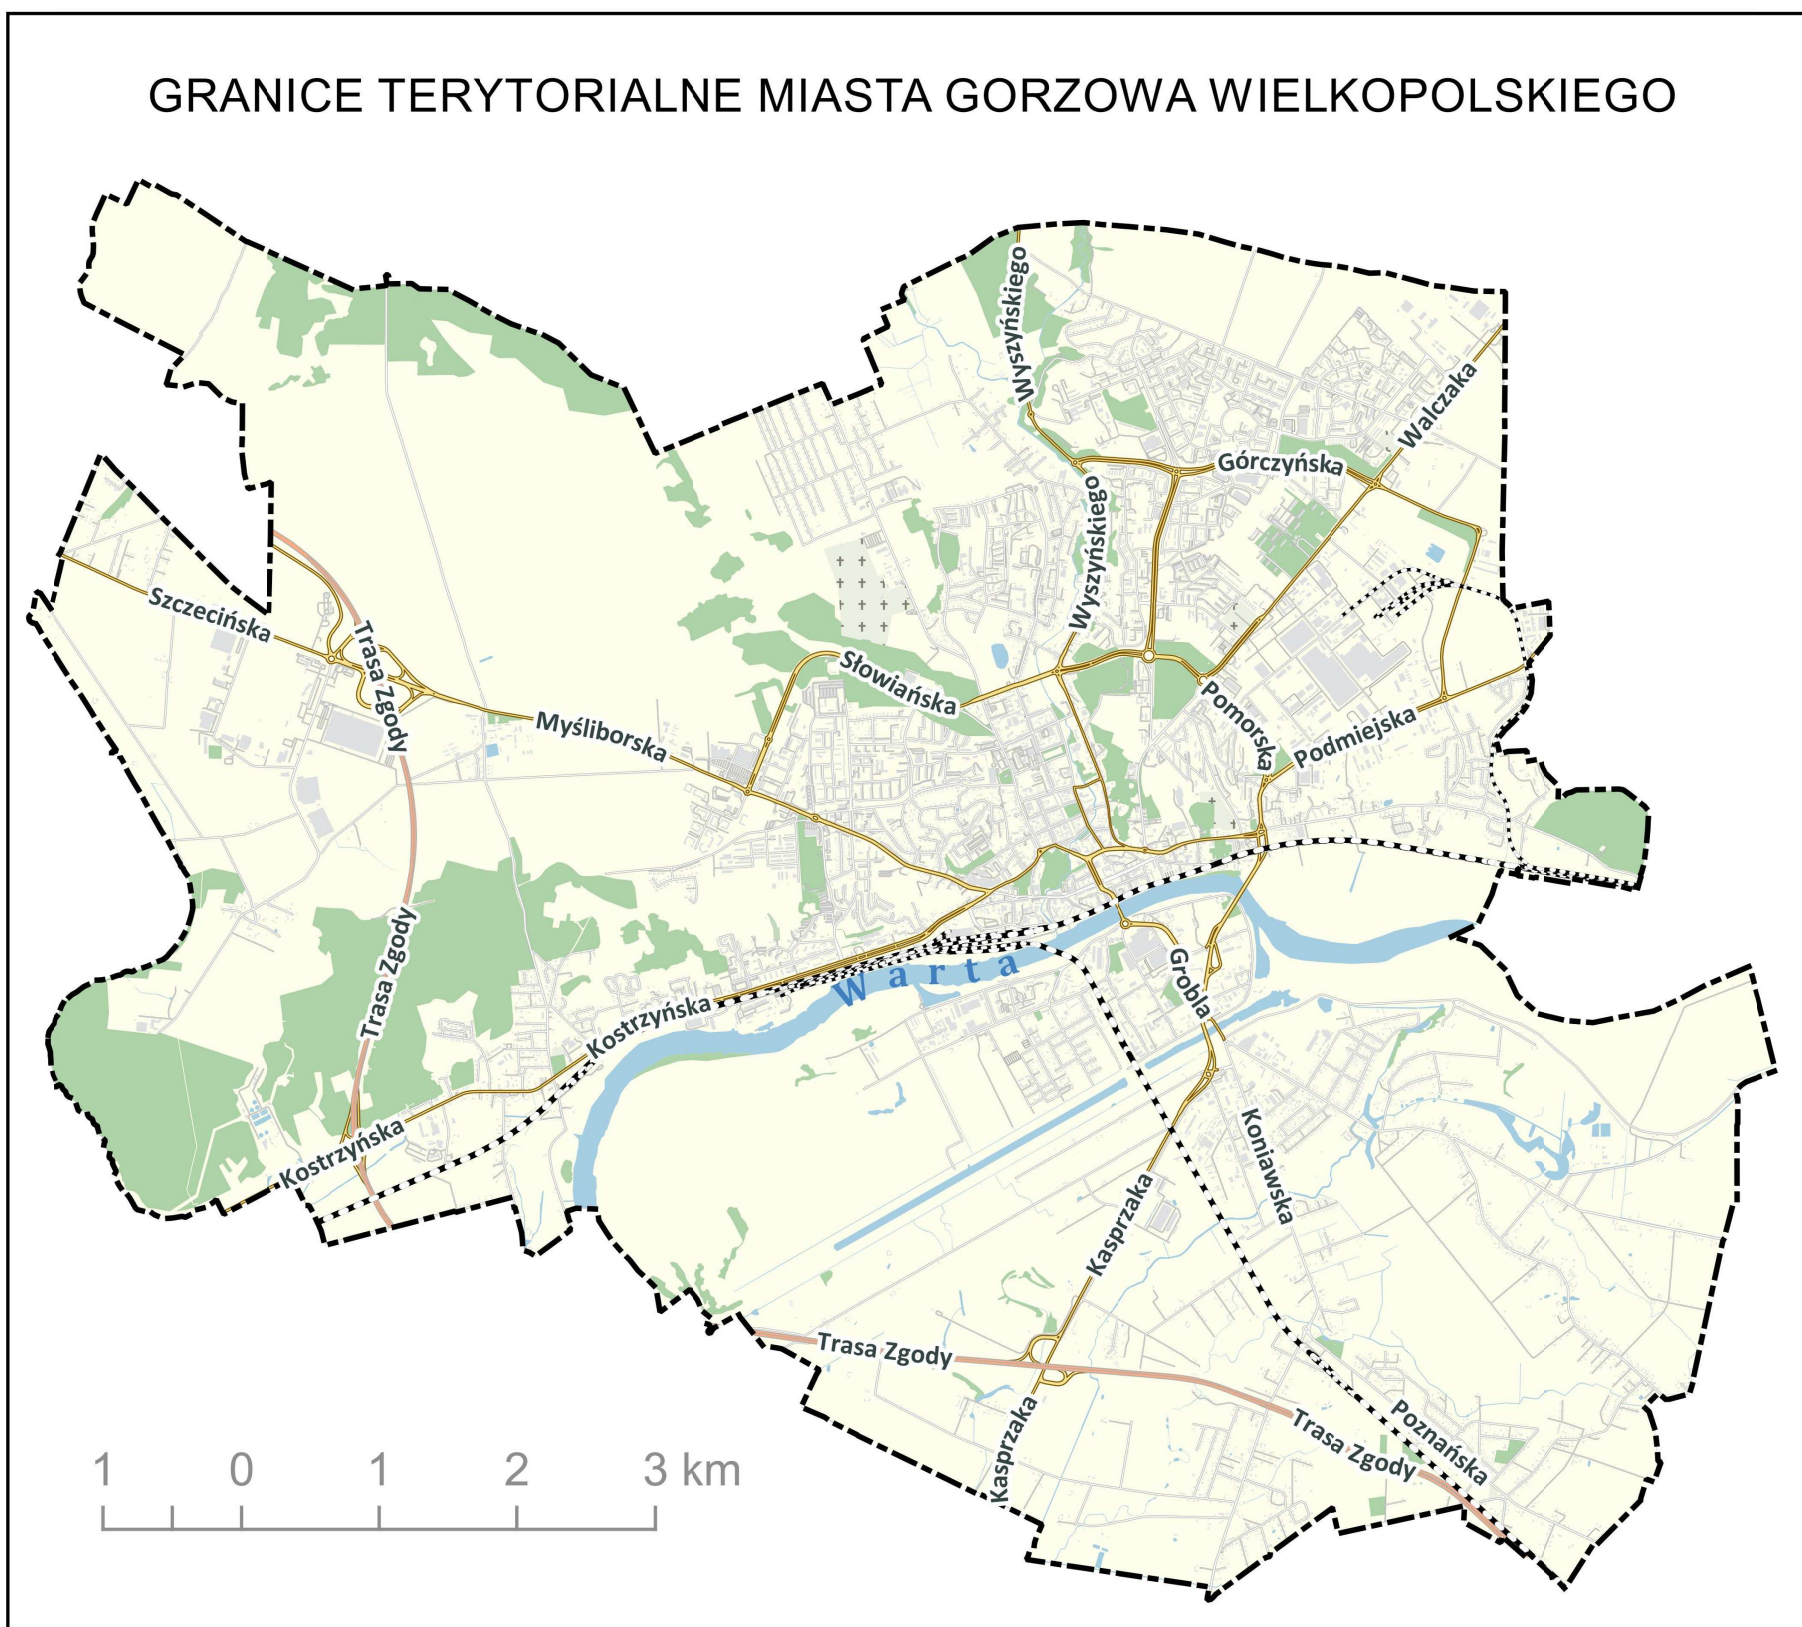 GRANICE TERYTORIALNE MIASTA GORZOWA WIELKOPOLSKIEGO
Wyszyńskiego
Walczaka
Górczyńska
Wyszyńskiego
Szczecińska
Trasa Zgody
Słowiańska
Pomorska
Podmiejska
Myśliborska
Trasa Zgody
Warta
Grobla
Kostrzyńska
Kostrzyńska
Koniawska
Kasprzaka
Trasa Zgody
Kasprzaka
Trasa Zgody
Poznańska
1 0 1 2 3 km